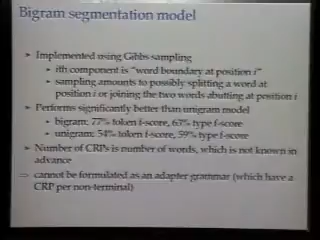 Bigram segmentation model
➤ Implemented using Gibbs sampling
• ith component is "word boundary at position i"
• sampling amounts to possibly splitting a word at
position i or joining the two words abutting at position i
➤ Performs significantly better than unigram model
• bigram: 77% token f-score, 63% type f-score
• unigram: 54% token f-score, 59% type f-score
➤ Number of CRPs is number of words, which is not known in
advance
⇒ cannot be formulated as an adapter grammar (which have a
CRP per non-terminal)